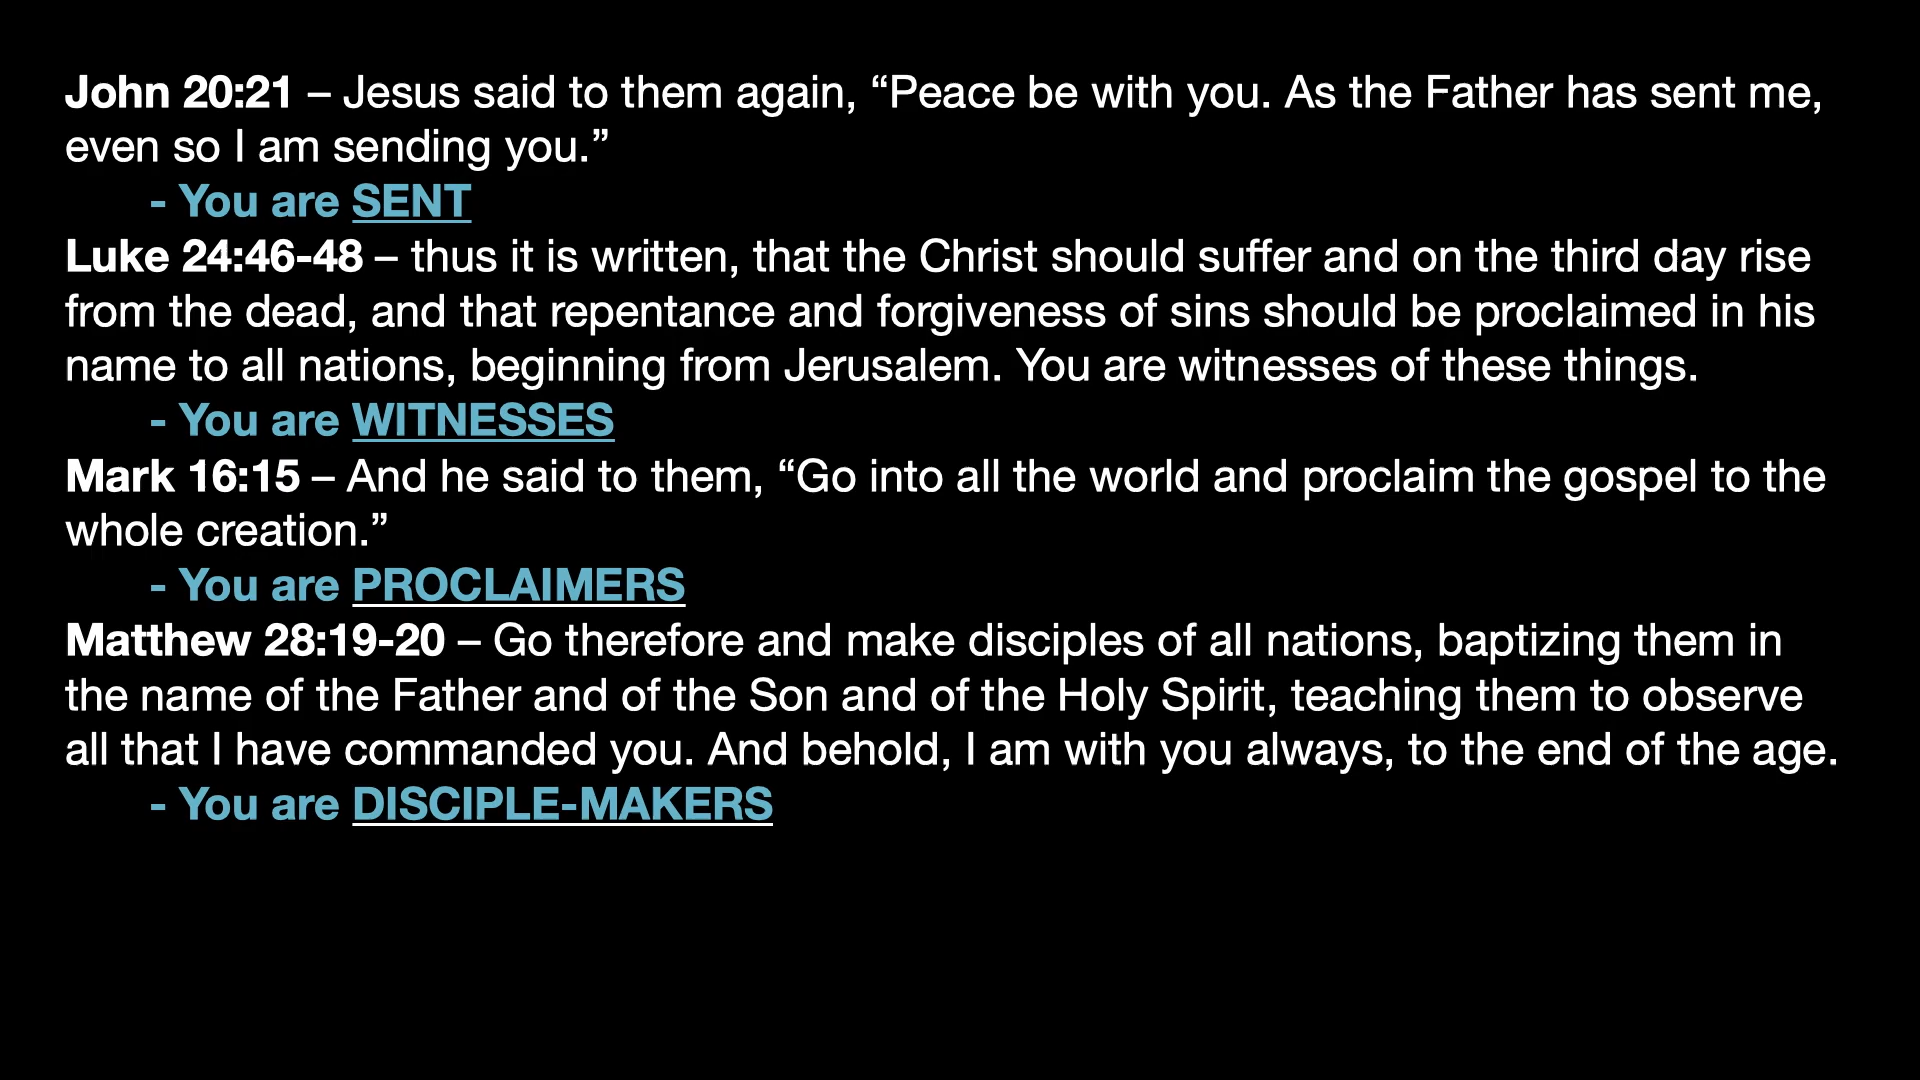 John 20:21 – Jesus said to them again, “Peace be with you. As the Father has sent me,
even so I am sending you.”
- You are SENT
Luke 24:46-48 – thus it is written, that the Christ should suffer and on the third day rise
from the dead, and that repentance and forgiveness of sins should be proclaimed in his
name to all nations, beginning from Jerusalem. You are witnesses of these things.
- You are WITNESSES
Mark 16:15 – And he said to them, “Go into all the world and proclaim the gospel to the
whole creation.”
- You are PROCLAIMERS
Matthew 28:19-20 – Go therefore and make disciples of all nations, baptizing them in
the name of the Father and of the Son and of the Holy Spirit, teaching them to observe
all that I have commanded you. And behold, I am with you always, to the end of the age.
- You are DISCIPLE-MAKERS